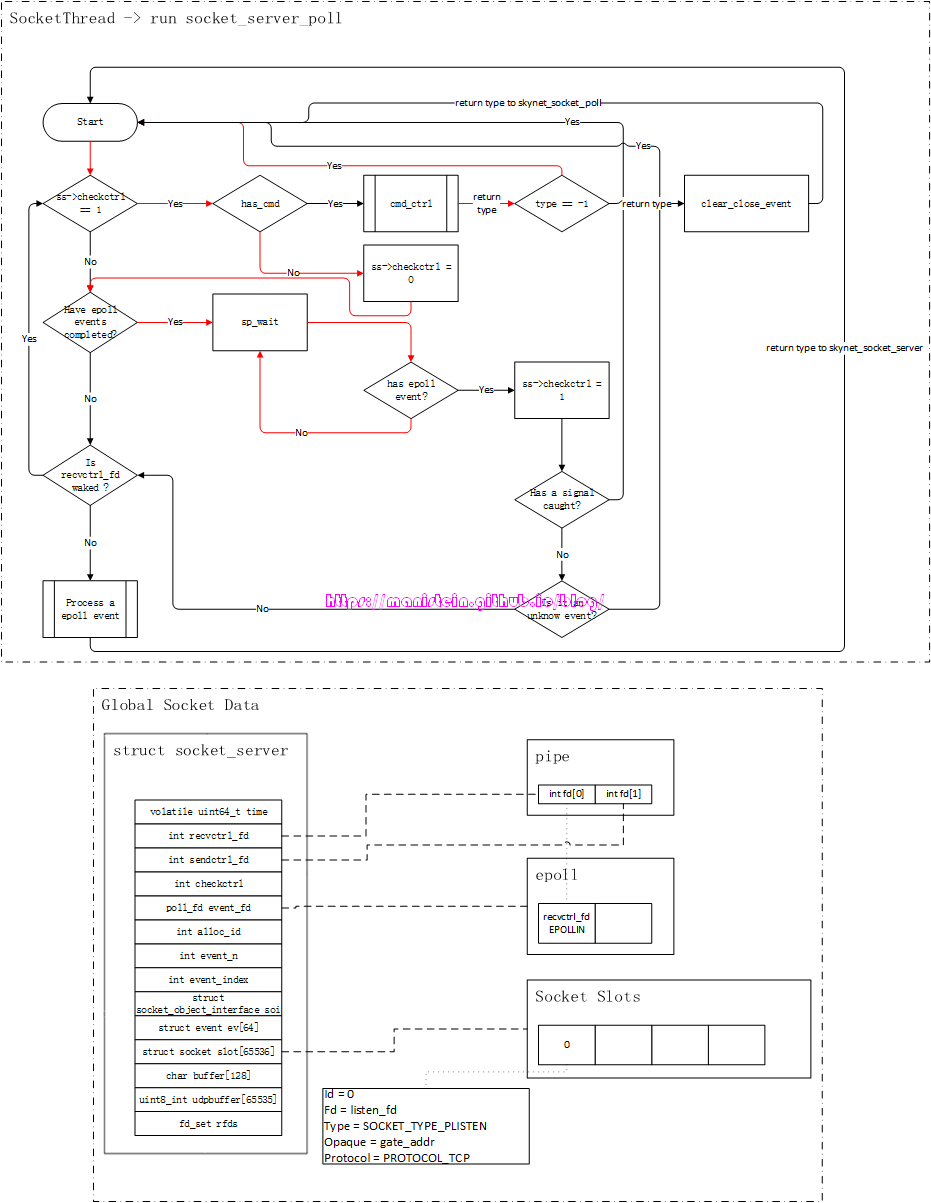 SocketThread -> run socket_server_poll
return type to skynet_socket_poll
Start
Yes
Yes
Yes
ss->checkctrl
== 1
Yes
has_cmd
Yes
cmd_ctrl
return
type
type == -1
return type
clear_close_event
No
No
ss->checkctrl =
0
Have epoll
events
completed?
Yes
sp_wait
Yes
return type to skynet_socket_server
has epoll
event?
Yes
ss->checkctrl =
1
No
No
Is
recvctrl_fd
waked ?
Has a signal
caught?
No
No
Process a
epoll event
No
https://manistein.github.io/blog/
unknow event?
Global Socket Data
struct socket_server
volatile uint64_t time
int recvctrl_fd
int sendctrl_fd
int checkctrl
poll_fd event_fd
int alloc_id
int event_n
int event_index
struct
socket_object_interface soi
struct event ev[64]
struct socket slot[65536]
char buffer[128]
uint8_int udpbuffer[65535]
fd_set rfds
pipe
int fd[0]
int fd[1]
epoll
recvctrl_fd
EPOLLIN
Socket Slots
0
Id = 0
Fd = listen_fd
Type = SOCKET_TYPE_PLISTEN
Opaque = gate_addr
Protocol = PROTOCOL_TCP